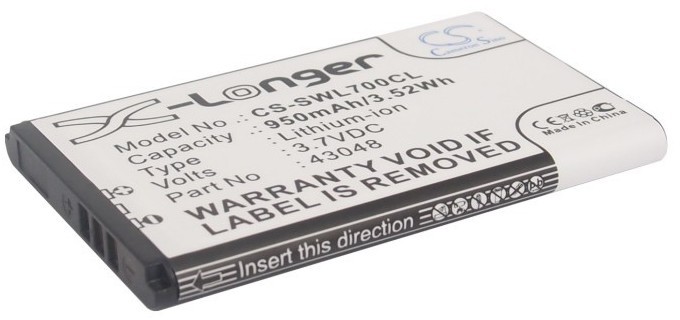 X-Longer
CS
Cameron Sino
Model No. CS-SWL700CL
Capacity 950mAh/3.52Wh
Type Lithium-ion
Volts 3.7VDC
Part No 43048
Made In China
WARRANTY VOID IF
LABEL IS REMOVED
Insert this direction